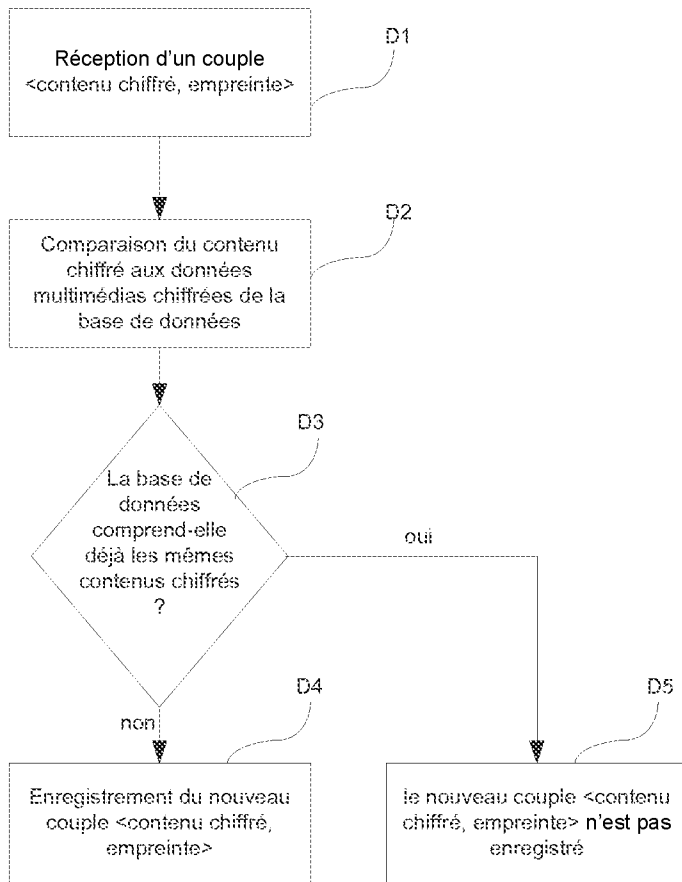 Réception d'un couple
<contenu chiffré, empreinte>
D1
Comparaison du contenu
chiffré aux données
multimédias chiffrées de la
base de données
D2
La base de
données
comprend-elle
déjà les mêmes
contenus chiffrés
?
D3
oui
non
Enregistrement du nouveau
couple <contenu chiffré,
empreinte>
D4
le nouveau couple <contenu
chiffré, empreinte> n'est pas
enregistré
D5